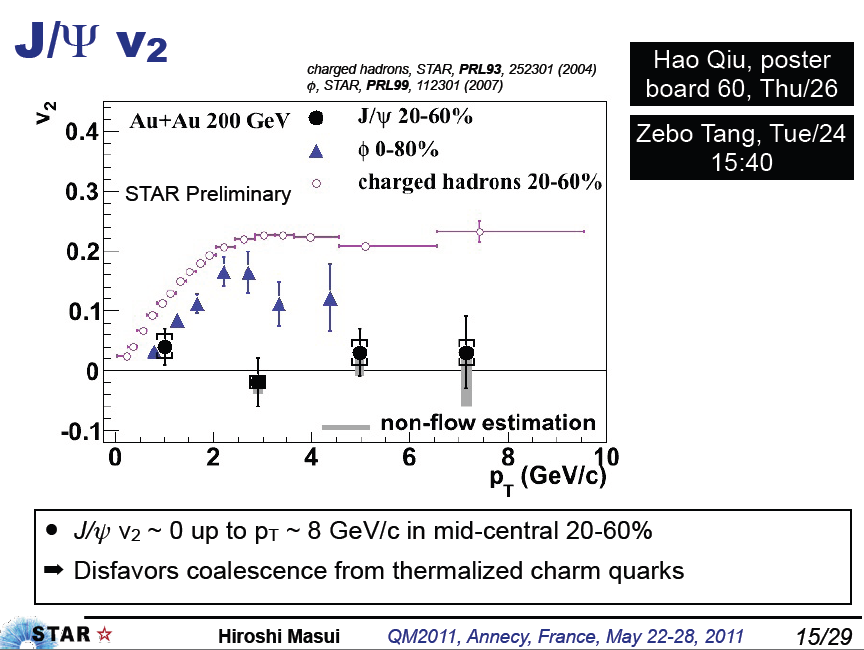 J/Ψ v2
charged hadrons, STAR, PRL93, 252301 (2004)
ϕ, STAR, PRL99, 112301 (2007)
Hao Qiu, poster
board 60, Thu/26
Zebo Tang, Tue/24
15:40
v2
Au+Au 200 GeV
J/ψ 20-60%
ϕ 0-80%
charged hadrons 20-60%
STAR Preliminary
0.4
0.3
0.2
0.1
0
-0.1
non-flow estimation
0 2 4 6 8 10
pT (GeV/c)
● J/ψ v2 ~ 0 up to pT ~ 8 GeV/c in mid-central 20-60%
➡ Disfavors coalescence from thermalized charm quarks
STAR ☆
Hiroshi Masui
QM2011, Annecy, France, May 22-28, 2011
15/29